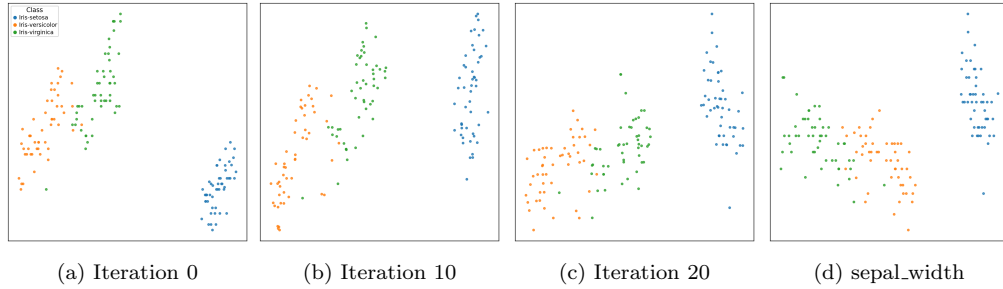 Class
Iris-setosa
Iris-versicolor
Iris-virginica
(a) Iteration 0
(b) Iteration 10
(c) Iteration 20
(d) sepal_width